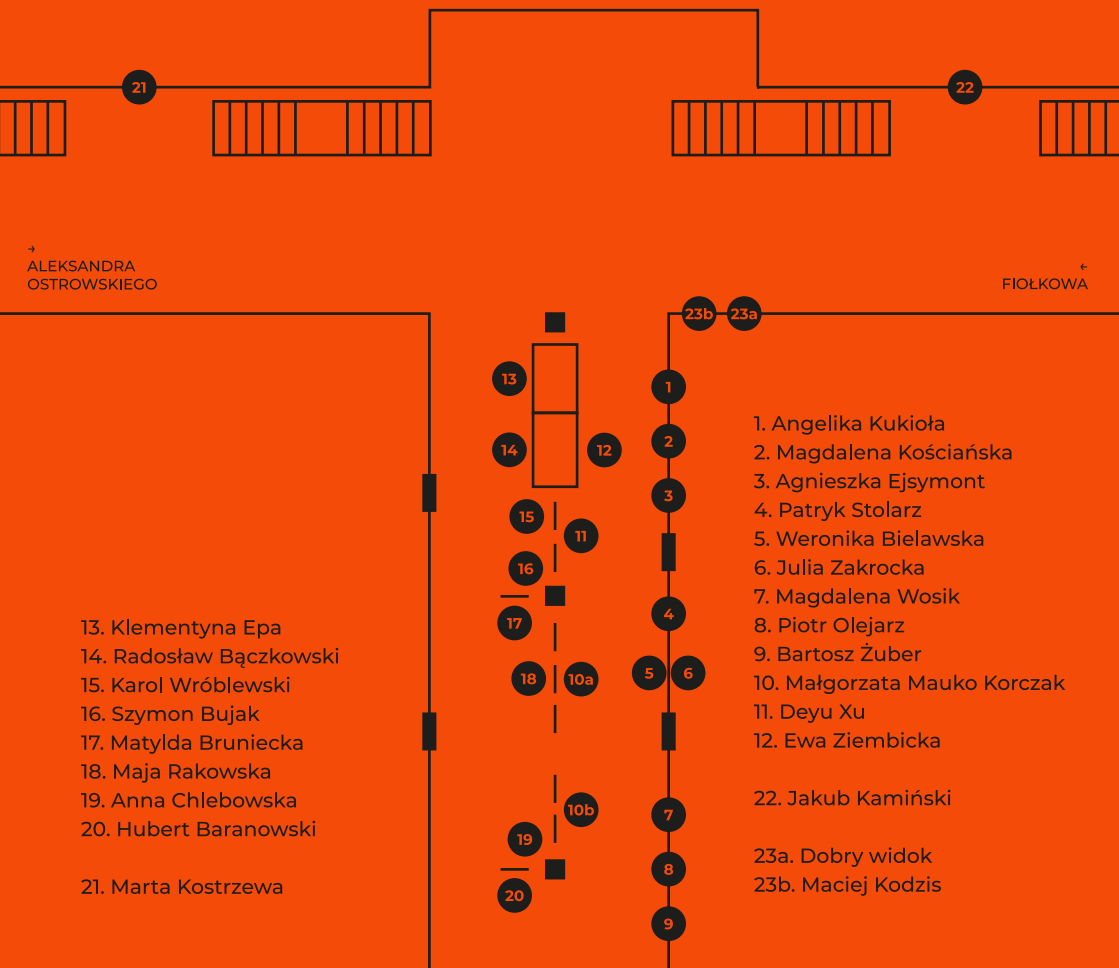 21
22
→
ALEKSANDRA
OSTROWSKIEGO
←
FIOŁKOWA
23b
23a
13
14
12
15
11
16
17
18
10a
10b
19
20
1
2
3
4
5
6
7
8
9
1. Angelika Kukioła
2. Magdalena Kościańska
3. Agnieszka Ejsymont
4. Patryk Stolarz
5. Weronika Bielawska
6. Julia Zakrocka
7. Magdalena Wosik
8. Piotr Olejarz
9. Bartosz Żuber
10. Małgorzata Mauko Korczak
11. Deyu Xu
12. Ewa Ziembicka
22. Jakub Kamiński
23a. Dobry widok
23b. Maciej Kodzis
13. Klementyna Epa
14. Radosław Bączkowski
15. Karol Wróblewski
16. Szymon Bujak
17. Matylda Bruniecka
18. Maja Rakowska
19. Anna Chlebowska
20. Hubert Baranowski
21. Marta Kostrzewa